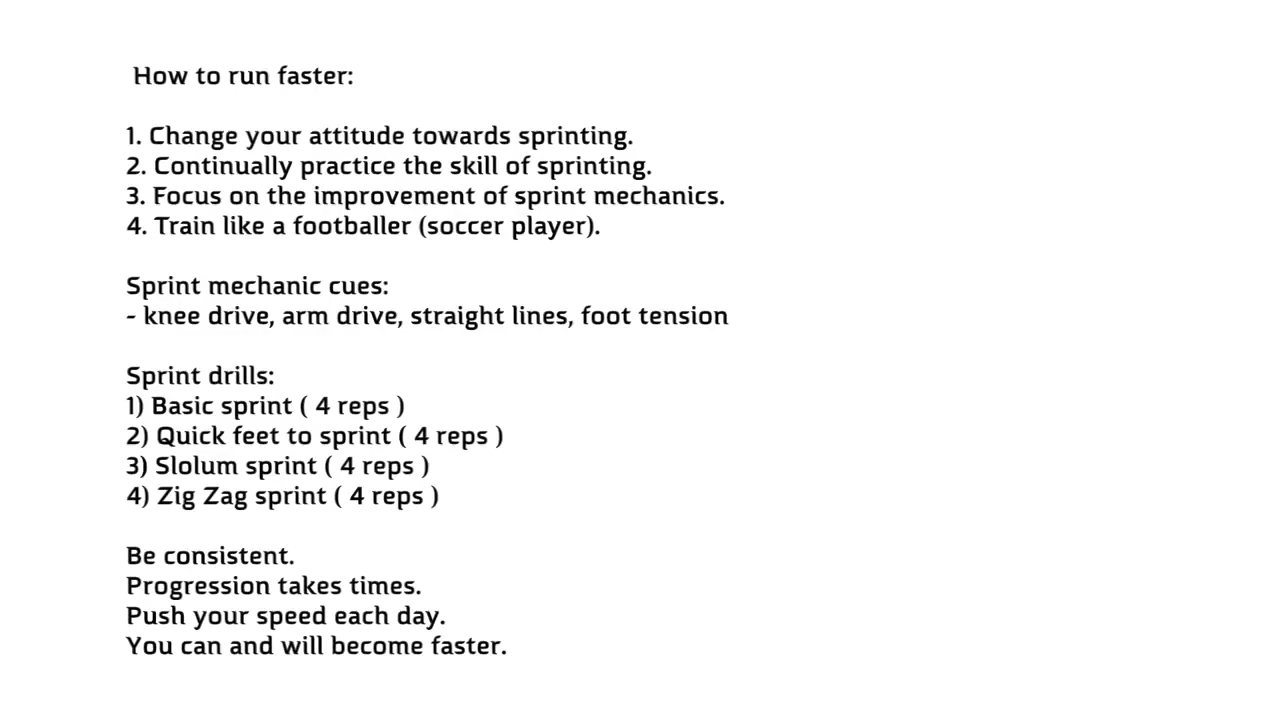 How to run faster:
1. Change your attitude towards sprinting.
2. Continually practice the skill of sprinting.
3. Focus on the improvement of sprint mechanics.
4. Train like a footballer (soccer player).
Sprint mechanic cues:
- knee drive, arm drive, straight lines, foot tension
Sprint drills:
1) Basic sprint ( 4 reps )
2) Quick feet to sprint ( 4 reps )
3) Slolum sprint ( 4 reps )
4) Zig Zag sprint ( 4 reps )
Be consistent.
Progression takes times.
Push your speed each day.
You can and will become faster.